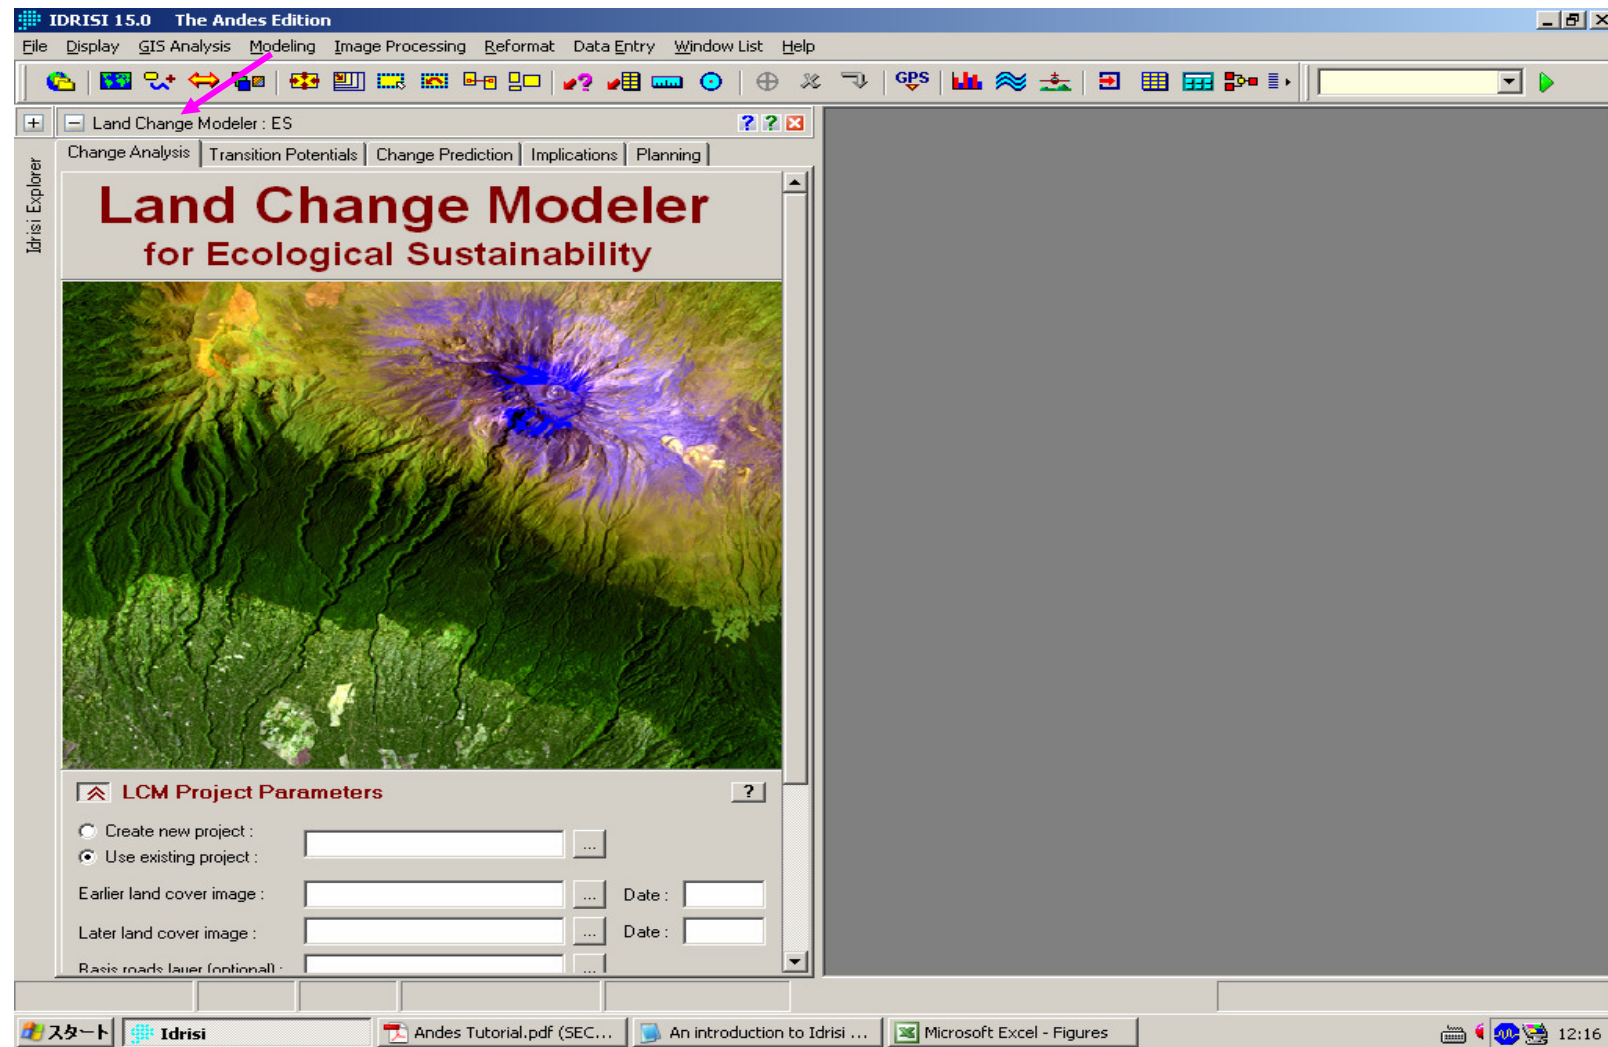 IDRISI 15.0 The Andes Edition
File Display GIS Analysis Modeling Image Processing Reformat Data Entry Window List Help
GPS
Land Change Modeler : ES ? ?
Idrisi Explorer
Change Analysis Transition Potentials Change Prediction Implications Planning
Land Change Modeler
for Ecological Sustainability
LCM Project Parameters ?
Create new project :
Use existing project : ...
Earlier land cover image : ... Date :
Later land cover image : ... Date :
Basis roads layer (optional) : ...
スタート Idrisi Andes Tutorial.pdf (SEC... An introduction to Idrisi ... Microsoft Excel - Figures 12:16